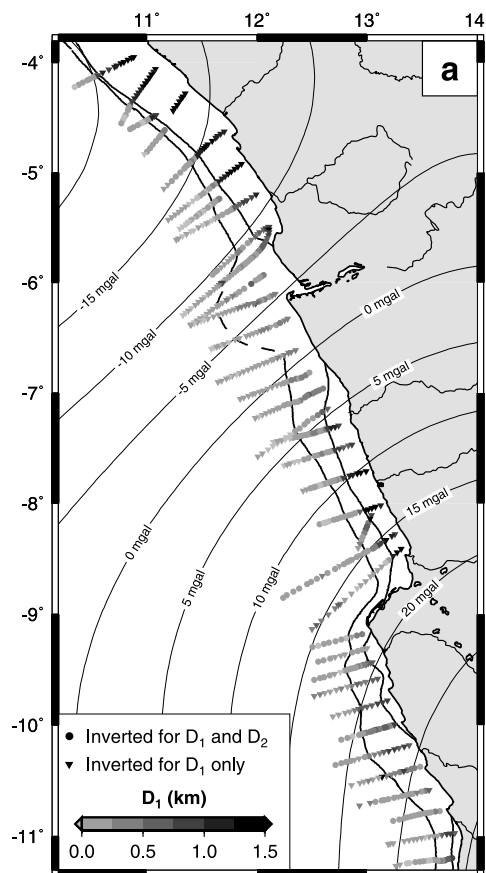 11° 12° 13° 14
a
-4°
-5°
-6°
-7°
-8°
-9°
-10°
-11°
-15 mgal
-10 mgal
-5 mgal
0 mgal
5 mgal
10 mgal
0 mgal
5 mgal
15 mgal
20 mgal
Inverted for D1 and D2
Inverted for D1 only
D1 (km)
0.0 0.5 1.0 1.5